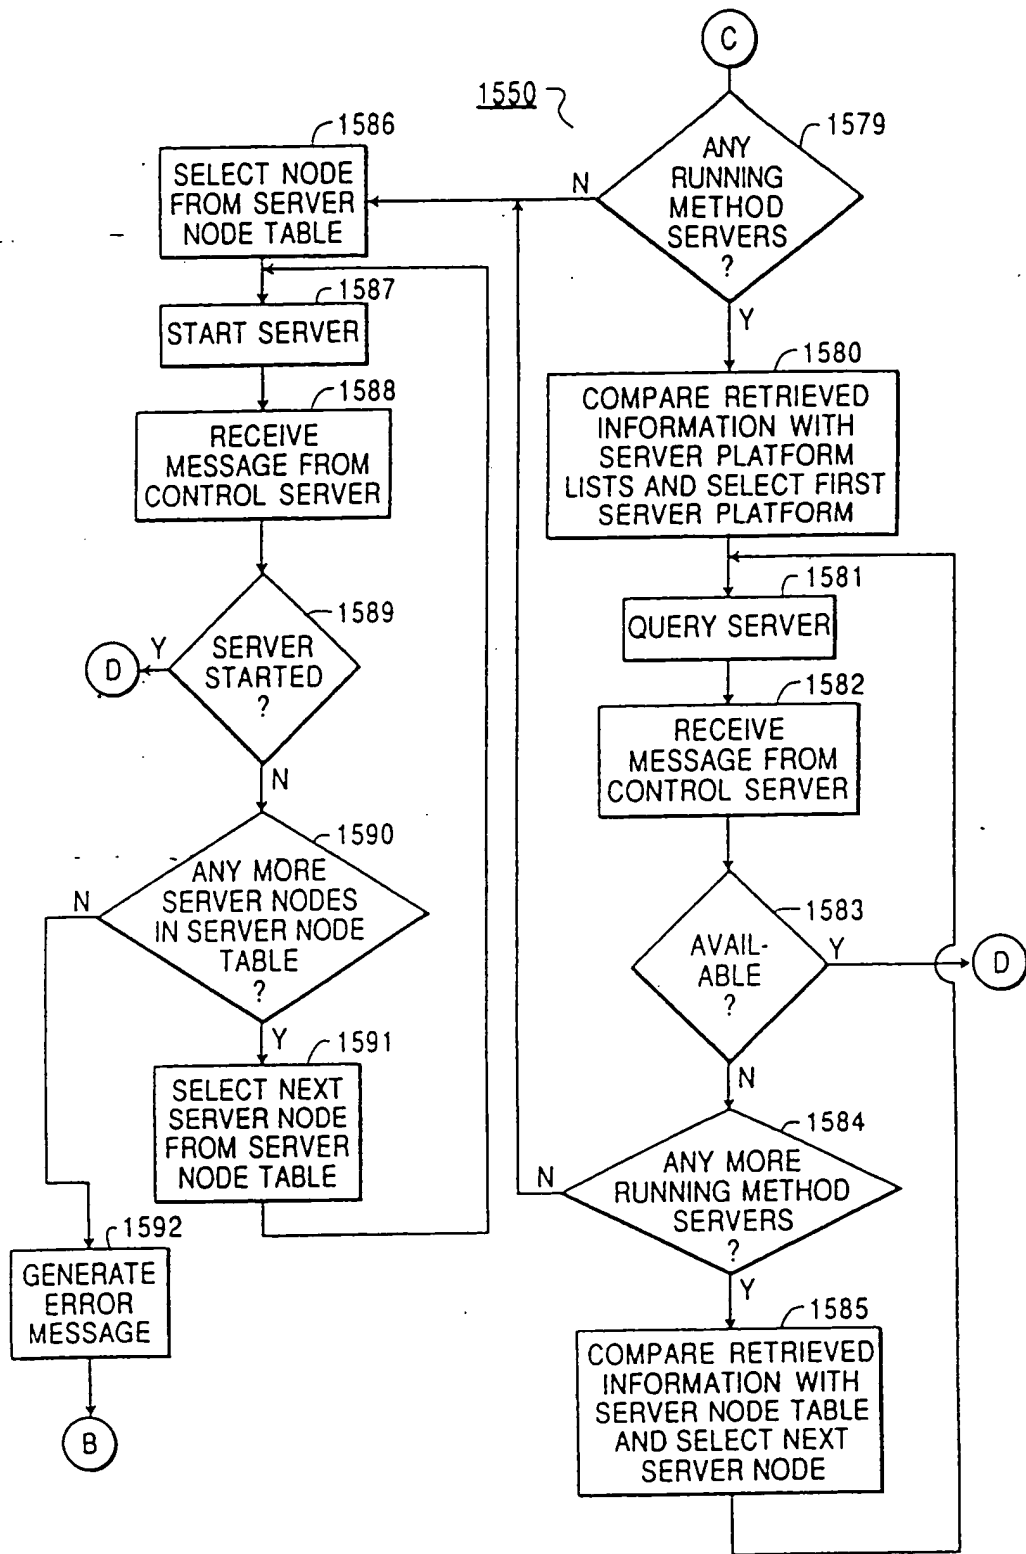 C
1550
1579
ANY
RUNNING
METHOD
SERVERS
?
N
Y
1586
SELECT NODE
FROM SERVER
NODE TABLE
1587
START SERVER
1588
RECEIVE
MESSAGE FROM
CONTROL SERVER
1589
SERVER
STARTED
?
Y
D
N
1590
ANY MORE
SERVER NODES
IN SERVER NODE
TABLE
?
N
Y
1591
SELECT NEXT
SERVER NODE
FROM SERVER
NODE TABLE
1592
GENERATE
ERROR
MESSAGE
B
1580
COMPARE RETRIEVED
INFORMATION WITH
SERVER PLATFORM
LISTS AND SELECT FIRST
SERVER PLATFORM
1581
QUERY SERVER
1582
RECEIVE
MESSAGE FROM
CONTROL SERVER
1583
AVAIL-
ABLE
?
Y
D
N
1584
ANY MORE
RUNNING METHOD
SERVERS
?
N
Y
1585
COMPARE RETRIEVED
INFORMATION WITH
SERVER NODE TABLE
AND SELECT NEXT
SERVER NODE